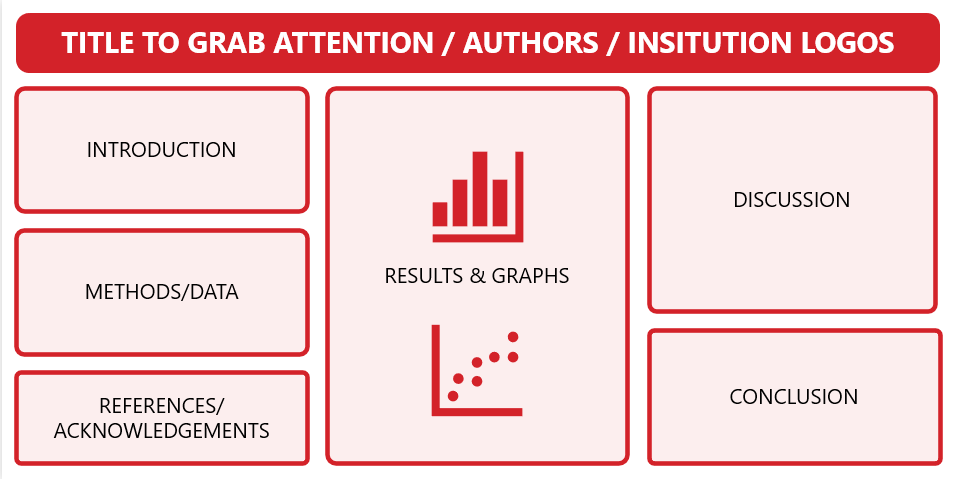 TITLE TO GRAB ATTENTION / AUTHORS / INSITUTION LOGOS
INTRODUCTION
METHODS/DATA
REFERENCES/
ACKNOWLEDGEMENTS
RESULTS & GRAPHS
DISCUSSION
CONCLUSION